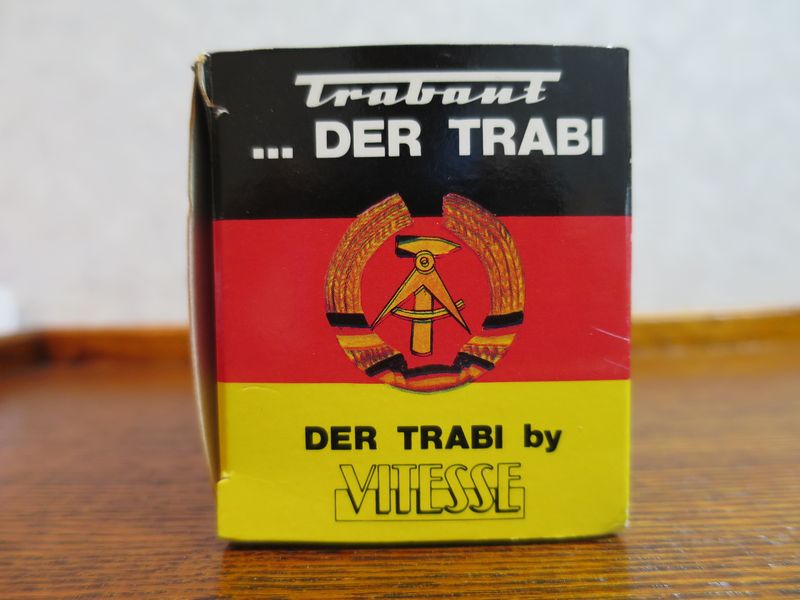 Trabant
... DER TRABI
DER TRABI by
VITESSE